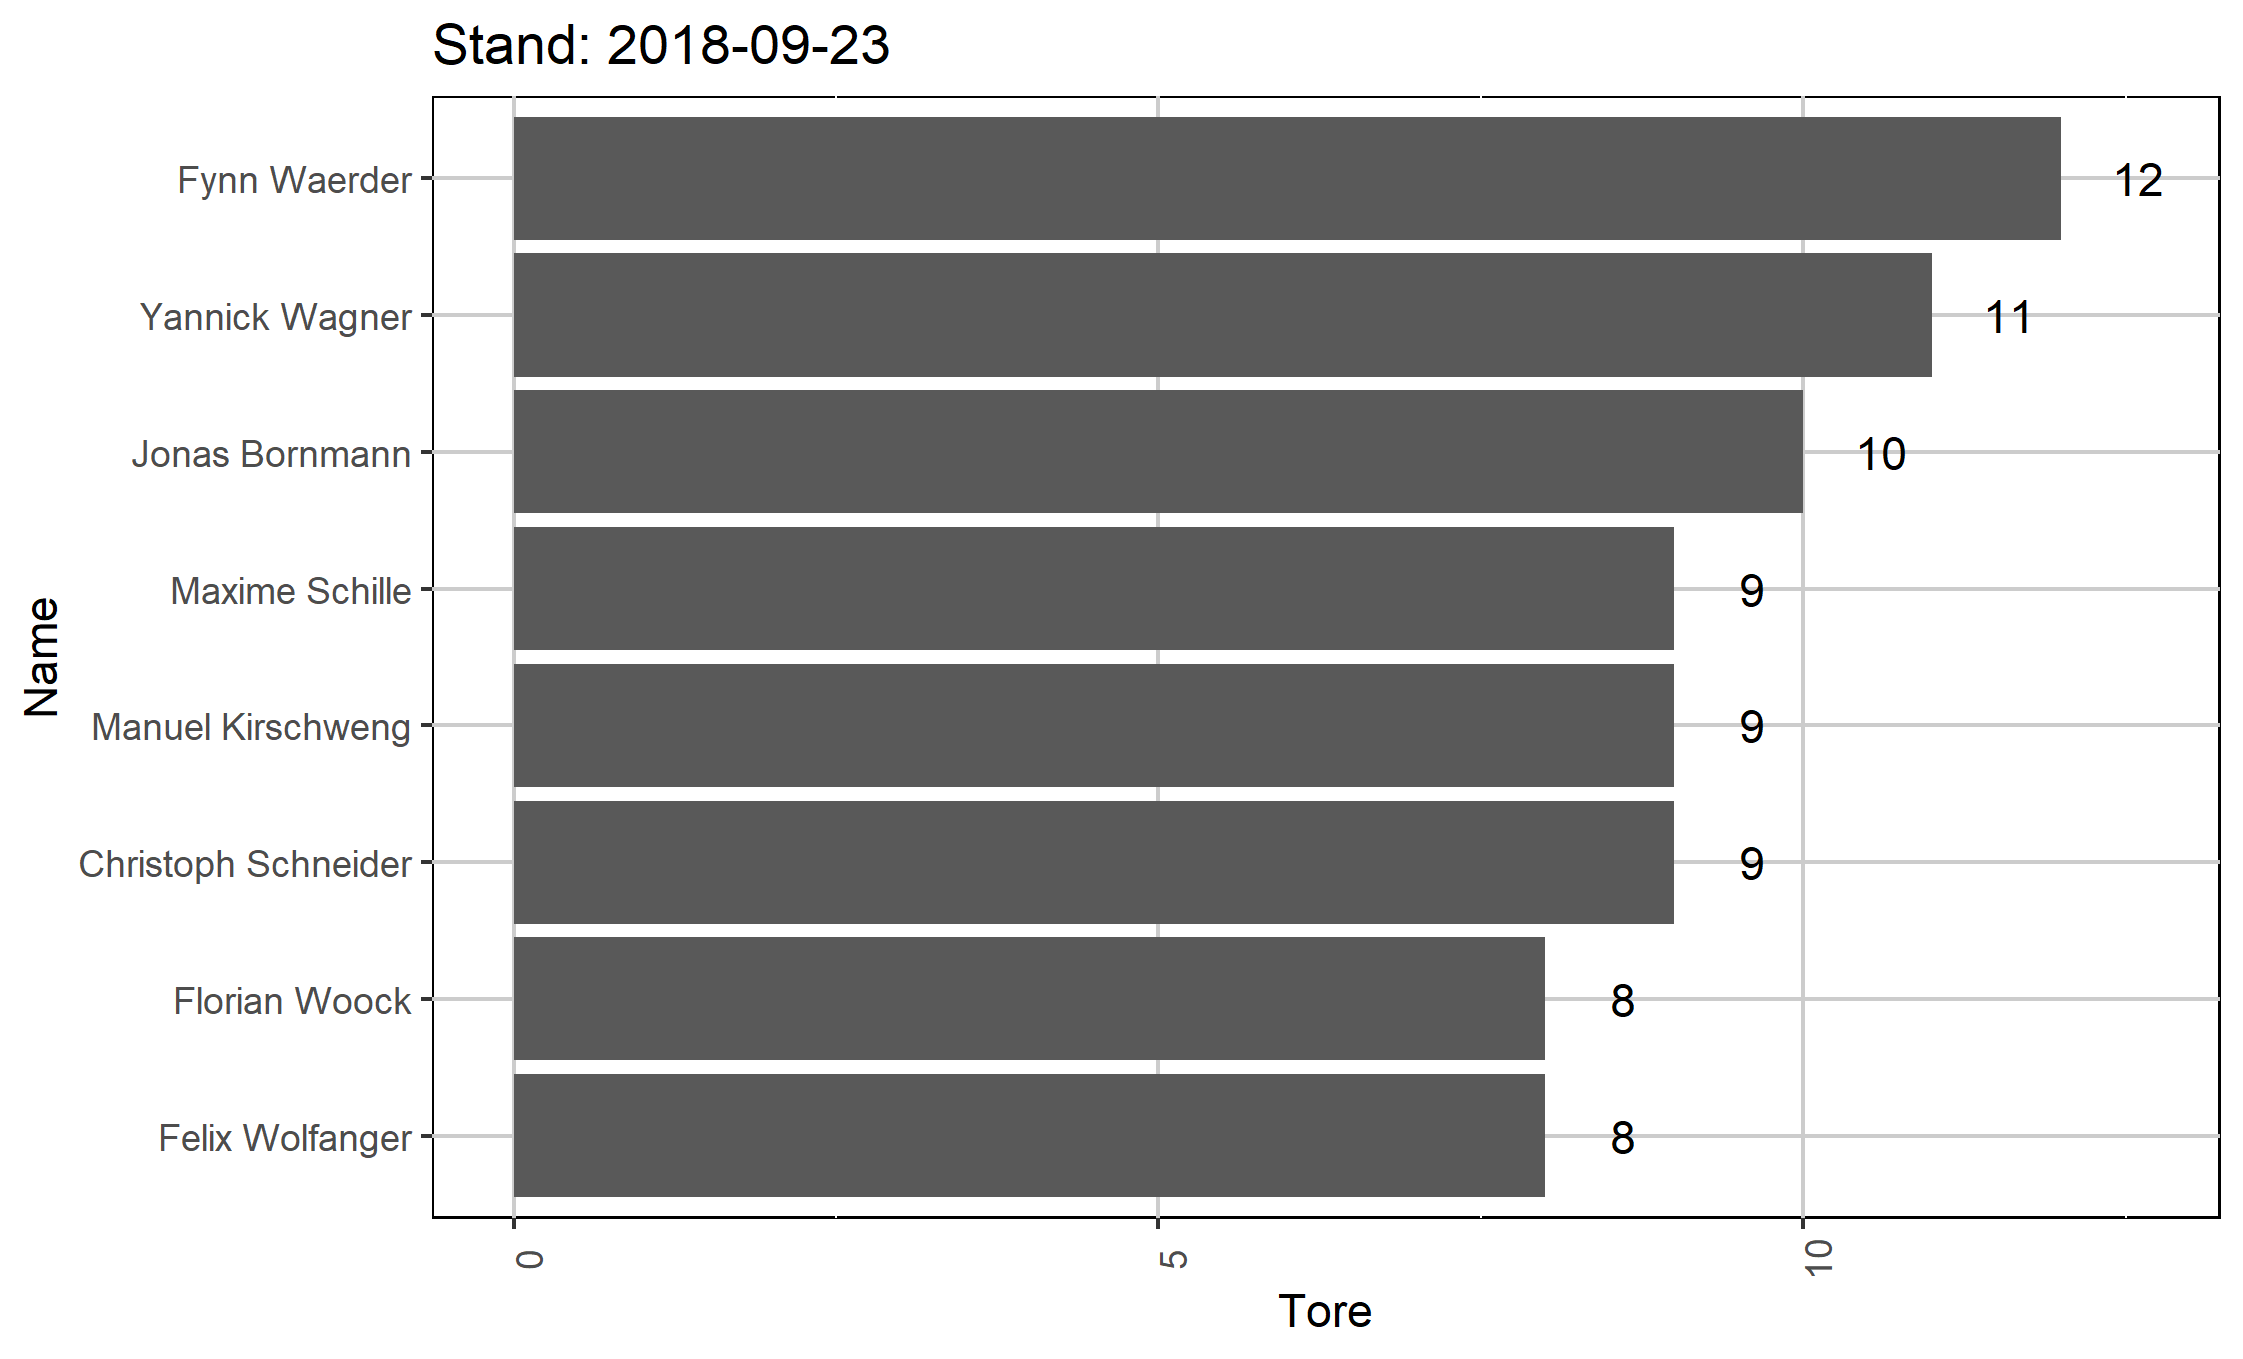 Stand: 2018-09-23
Name
Fynn Waerder 12
Yannick Wagner 11
Jonas Bornmann 10
Maxime Schille 9
Manuel Kirschweng 9
Christoph Schneider 9
Florian Woock 8
Felix Wolfanger 8
0 5 10
Tore